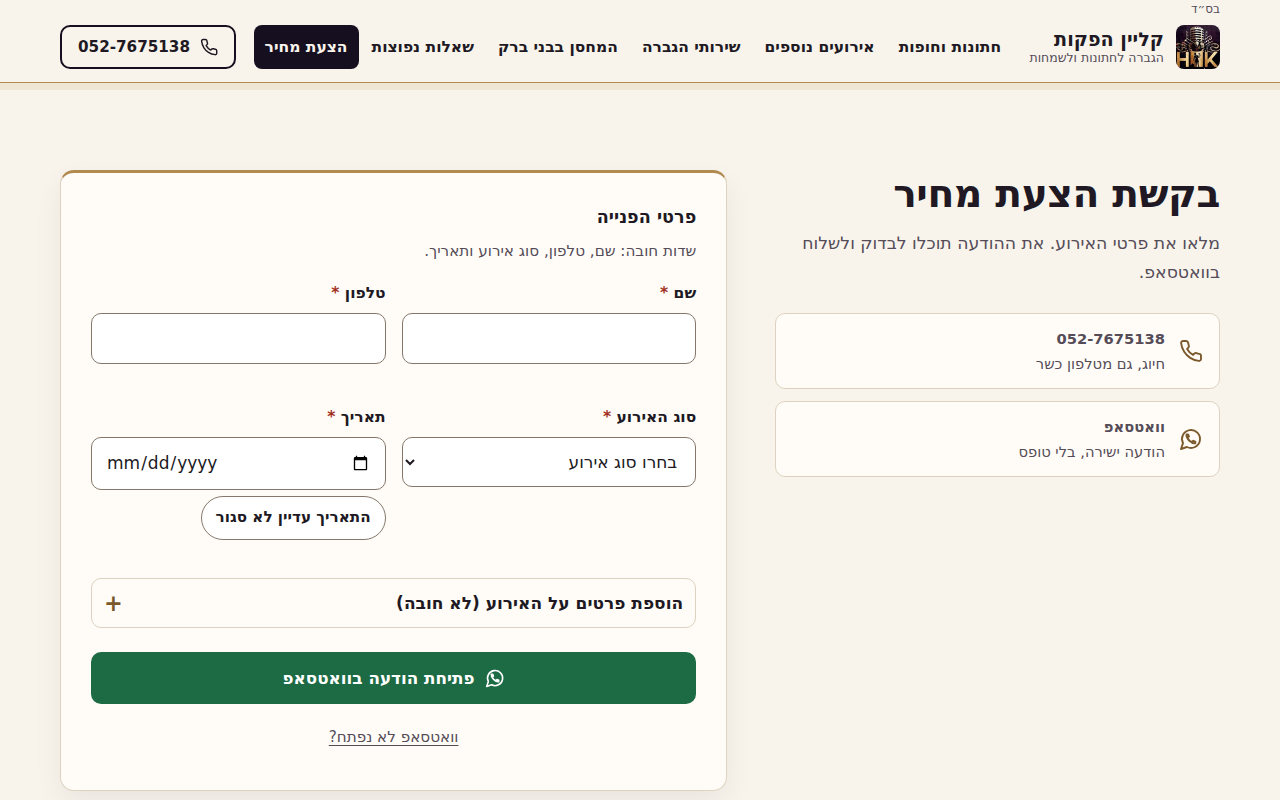 בס״ד
קליין הפקות
הגברה לחתונות ולשמחות
חתונות וחופות
אירועים נוספים
שירותי הגברה
המחסן בבני ברק
שאלות נפוצות
הצעת מחיר
052-7675138
בקשת הצעת מחיר
מלאו את פרטי האירוע. את ההודעה תוכלו לבדוק ולשלוח
בוואטסאפ.
052-7675138
חיוג, גם מטלפון כשר
וואטסאפ
הודעה ישירה, בלי טופס
פרטי הפנייה
שדות חובה: שם, טלפון, סוג אירוע ותאריך.
שם *
טלפון *
סוג האירוע *
תאריך *
בחרו סוג אירוע
mm/dd/yyyy
התאריך עדיין לא סגור
הוספת פרטים על האירוע (לא חובה)
+
פתיחת הודעה בוואטסאפ
וואטסאפ לא נפתח?